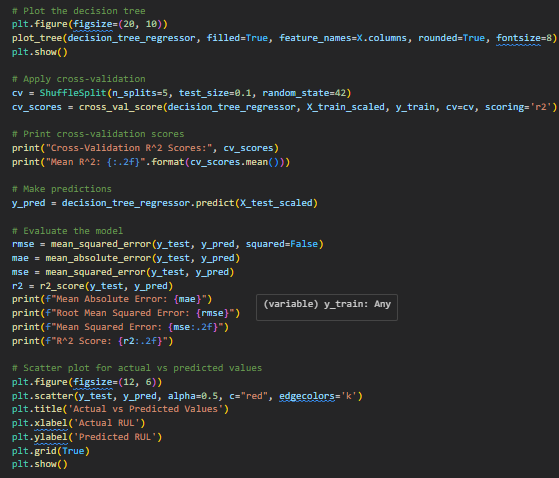 # Plot the decision tree
plt.figure(figsize=(20, 10))
plot_tree(decision_tree_regressor, filled=True, feature_names=X.columns, rounded=True, fontsize=8)
plt.show()
# Apply cross-validation
cv = ShuffleSplit(n_splits=5, test_size=0.1, random_state=42)
cv_scores = cross_val_score(decision_tree_regressor, X_train_scaled, y_train, cv=cv, scoring='r2')
# Print cross-validation scores
print("Cross-Validation R^2 Scores:", cv_scores)
print("Mean R^2: {:.2f}".format(cv_scores.mean()))
# Make predictions
y_pred = decision_tree_regressor.predict(X_test_scaled)
# Evaluate the model
rmse = mean_squared_error(y_test, y_pred, squared=False)
mae = mean_absolute_error(y_test, y_pred)
mse = mean_squared_error(y_test, y_pred)
r2 = r2_score(y_test, y_pred)
print(f"Mean Absolute Error: {mae}")
(variable) y_train: Any
print(f"Root Mean Squared Error: {rmse}")
print(f"Mean Squared Error: {mse:.2f}")
print(f"R^2 Score: {r2:.2f}")
# Scatter plot for actual vs predicted values
plt.figure(figsize=(12, 6))
plt.scatter(y_test, y_pred, alpha=0.5, c="red", edgecolors='k')
plt.title('Actual vs Predicted Values')
plt.xlabel('Actual RUL')
plt.ylabel('Predicted RUL')
plt.grid(True)
plt.show()